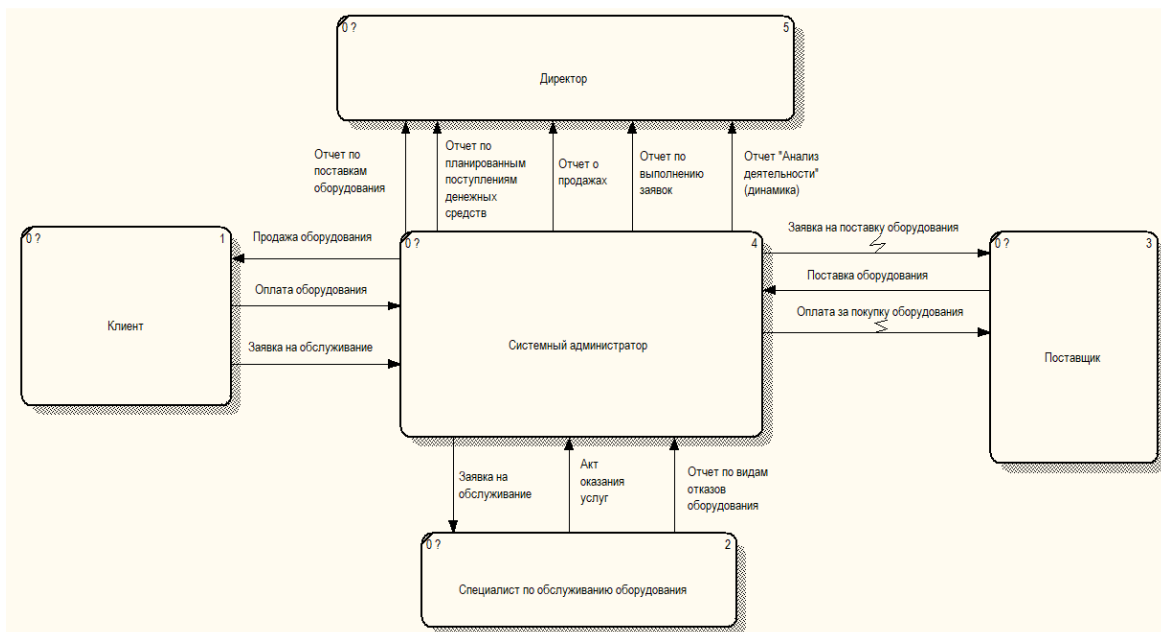 0 ?
5
Директор
Отчет по
поставкам
оборудования
Отчет по
планированным
поступлениям
денежных
средств
Отчет о
продажах
Отчет по
выполнению
заявок
Отчет "Анализ
деятельности"
(динамика)
0 ?
1
Клиент
Продажа оборудования
Оплата оборудования
Заявка на обслуживание
0 ?
4
Системный администратор
Заявка на поставку оборудования
Поставка оборудования
Оплата за покупку оборудования
0 ?
3
Поставщик
Заявка на
обслуживание
Акт
оказания
услуг
Отчет по видам
отказов
оборудования
0 ?
2
Специалист по обслуживанию оборудования